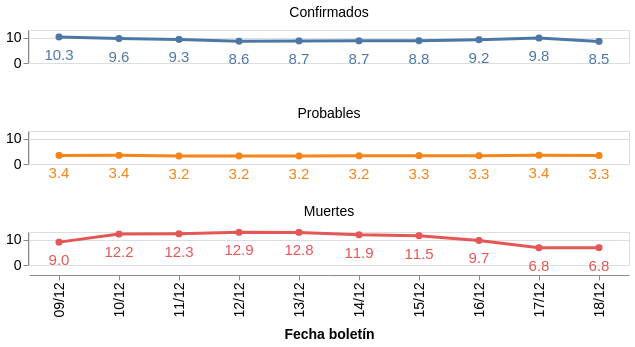 Confirmados
10
0
10.3 9.6 9.3 8.6 8.7 8.7 8.8 9.2 9.8 8.5
Probables
10
0
3.4 3.4 3.2 3.2 3.2 3.2 3.3 3.3 3.4 3.3
Muertes
10
0
9.0 12.2 12.3 12.9 12.8 11.9 11.5 9.7 6.8 6.8
09/12 10/12 11/12 12/12 13/12 14/12 15/12 16/12 17/12 18/12
Fecha boletín